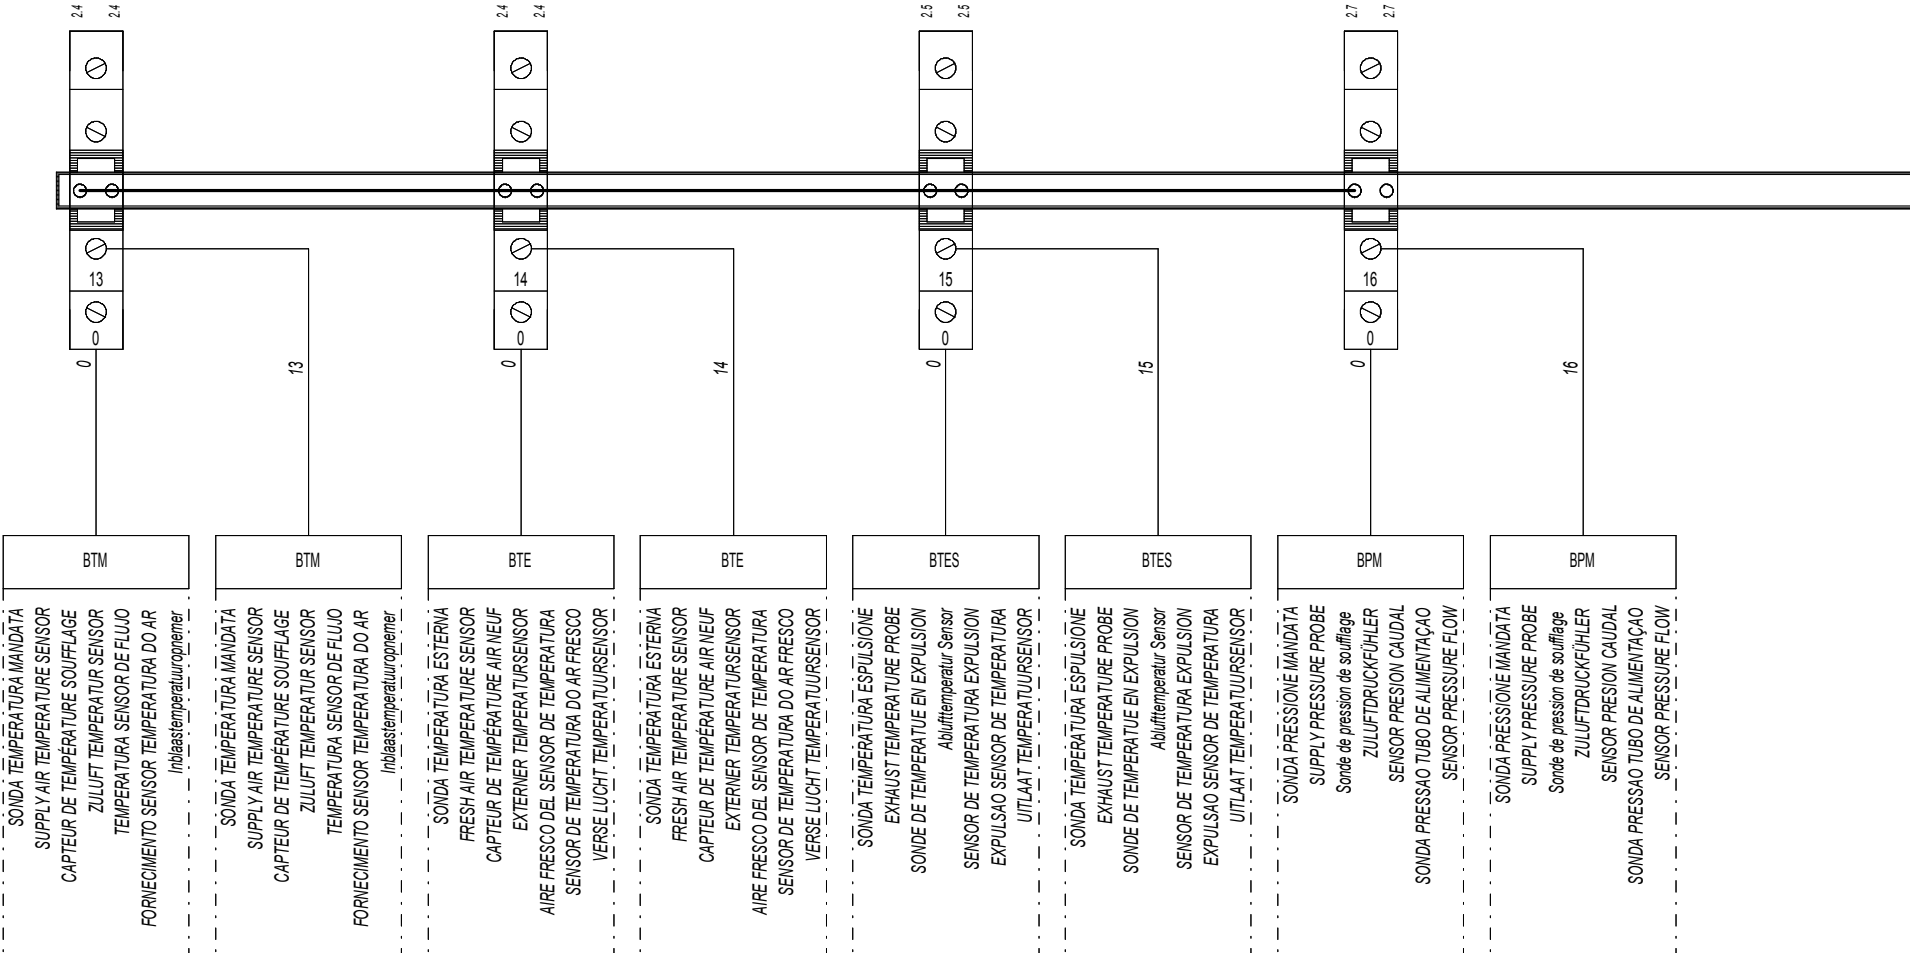 2.4 2.4 2.4 2.4 2.5 2.5 2.7 2.7
13 14 15 16
0 0 0 0
0 13 0 14 0 15 0 16
BTM BTM BTE BTE BTES BTES BPM BPM
SONDA TEMPERATURA MANDATA
SUPPLY AIR TEMPERATURE SENSOR
CAPTEUR DE TEMPÉRATURE SOUFFLAGE
ZULUFT TEMPERATUR SENSOR
TEMPERATURA SENSOR DE FLUJO
FORNECIMENTO SENSOR TEMPERATURA DO AR
Inblaastemperatuuropnemer
SONDA TEMPERATURA MANDATA
SUPPLY AIR TEMPERATURE SENSOR
CAPTEUR DE TEMPÉRATURE SOUFFLAGE
ZULUFT TEMPERATUR SENSOR
TEMPERATURA SENSOR DE FLUJO
FORNECIMENTO SENSOR TEMPERATURA DO AR
Inblaastemperatuuropnemer
SONDA TEMPERATURA ESTERNA
FRESH AIR TEMPERATURE SENSOR
CAPTEUR DE TEMPÉRATURE AIR NEUF
EXTERNER TEMPERATURSENSOR
AIRE FRESCO DEL SENSOR DE TEMPERATURA
SENSOR DE TEMPERATURA DO AR FRESCO
VERSE LUCHT TEMPERATUURSENSOR
SONDA TEMPERATURA ESTERNA
FRESH AIR TEMPERATURE SENSOR
CAPTEUR DE TEMPÉRATURE AIR NEUF
EXTERNER TEMPERATURSENSOR
AIRE FRESCO DEL SENSOR DE TEMPERATURA
SENSOR DE TEMPERATURA DO AR FRESCO
VERSE LUCHT TEMPERATUURSENSOR
SONDA TEMPERATURA ESPULSIONE
EXHAUST TEMPERATURE PROBE
SONDE DE TEMPERATUE EN EXPULSION
Ablufttemperatur Sensor
SENSOR DE TEMPERATURA EXPULSION
EXPULSAO SENSOR DE TEMPERATURA
UITLAAT TEMPERATUURSENSOR
SONDA TEMPERATURA ESPULSIONE
EXHAUST TEMPERATURE PROBE
SONDE DE TEMPERATUE EN EXPULSION
Ablufttemperatur Sensor
SENSOR DE TEMPERATURA EXPULSION
EXPULSAO SENSOR DE TEMPERATURA
UITLAAT TEMPERATUURSENSOR
SONDA PRESSIONE MANDATA
SUPPLY PRESSURE PROBE
Sonde de pression de soufflage
ZULUFTDRUCKFÜHLER
SENSOR PRESION CAUDAL
SONDA PRESSAO TUBO DE ALIMENTAÇAO
SENSOR PRESSURE FLOW
SONDA PRESSIONE MANDATA
SUPPLY PRESSURE PROBE
Sonde de pression de soufflage
ZULUFTDRUCKFÜHLER
SENSOR PRESION CAUDAL
SONDA PRESSAO TUBO DE ALIMENTAÇAO
SENSOR PRESSURE FLOW